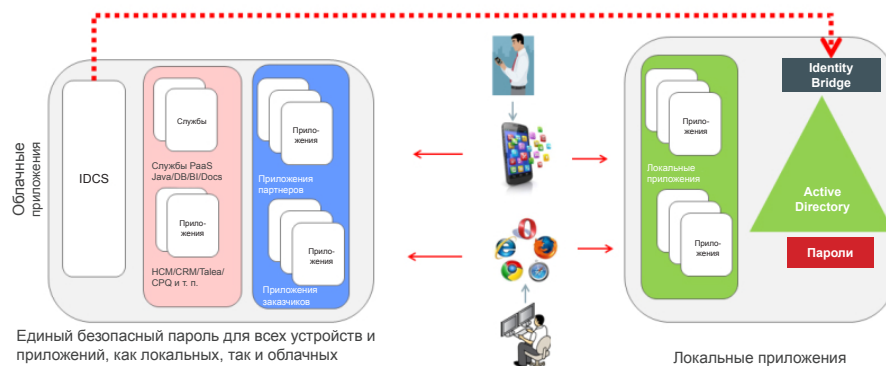 Облачные
приложения
IDCS
Службы
Службы PaaS
Java/DB/BI/Docs
Прило-
жения
HCM/CRM/Talea/
CPQ и т. п.
Прило-
жения
Приложения
партнеров
Прило-
жения
Приложения
заказчиков
Единый безопасный пароль для всех устройств и
приложений, как локальных, так и облачных
Прило-
жения
Локальные
приложения
Прило-
жения
Identity
Bridge
Active
Directory
Пароли
Локальные приложения